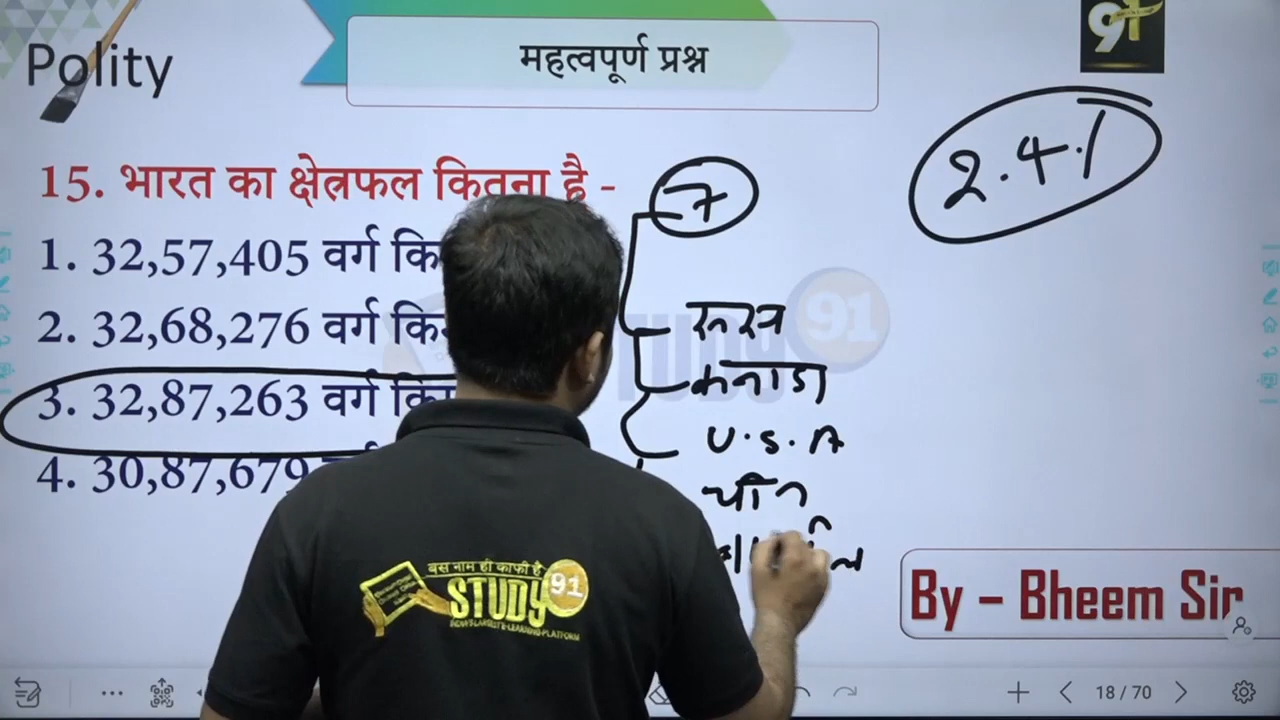 Polity
महत्वपूर्ण प्रश्न
91
2.4%
15. भारत का क्षेत्रफल कितना है -
7
1. 32,57,405 वर्ग
2. 32,68,276 वर्ग
3. 32,87,263 वर्ग
4. 30,87,679
रूस
कनाडा
U.S.A
चीन
91
बस नाम ही काफी है
STUDY 91
By – Bheem Sir
18 / 70